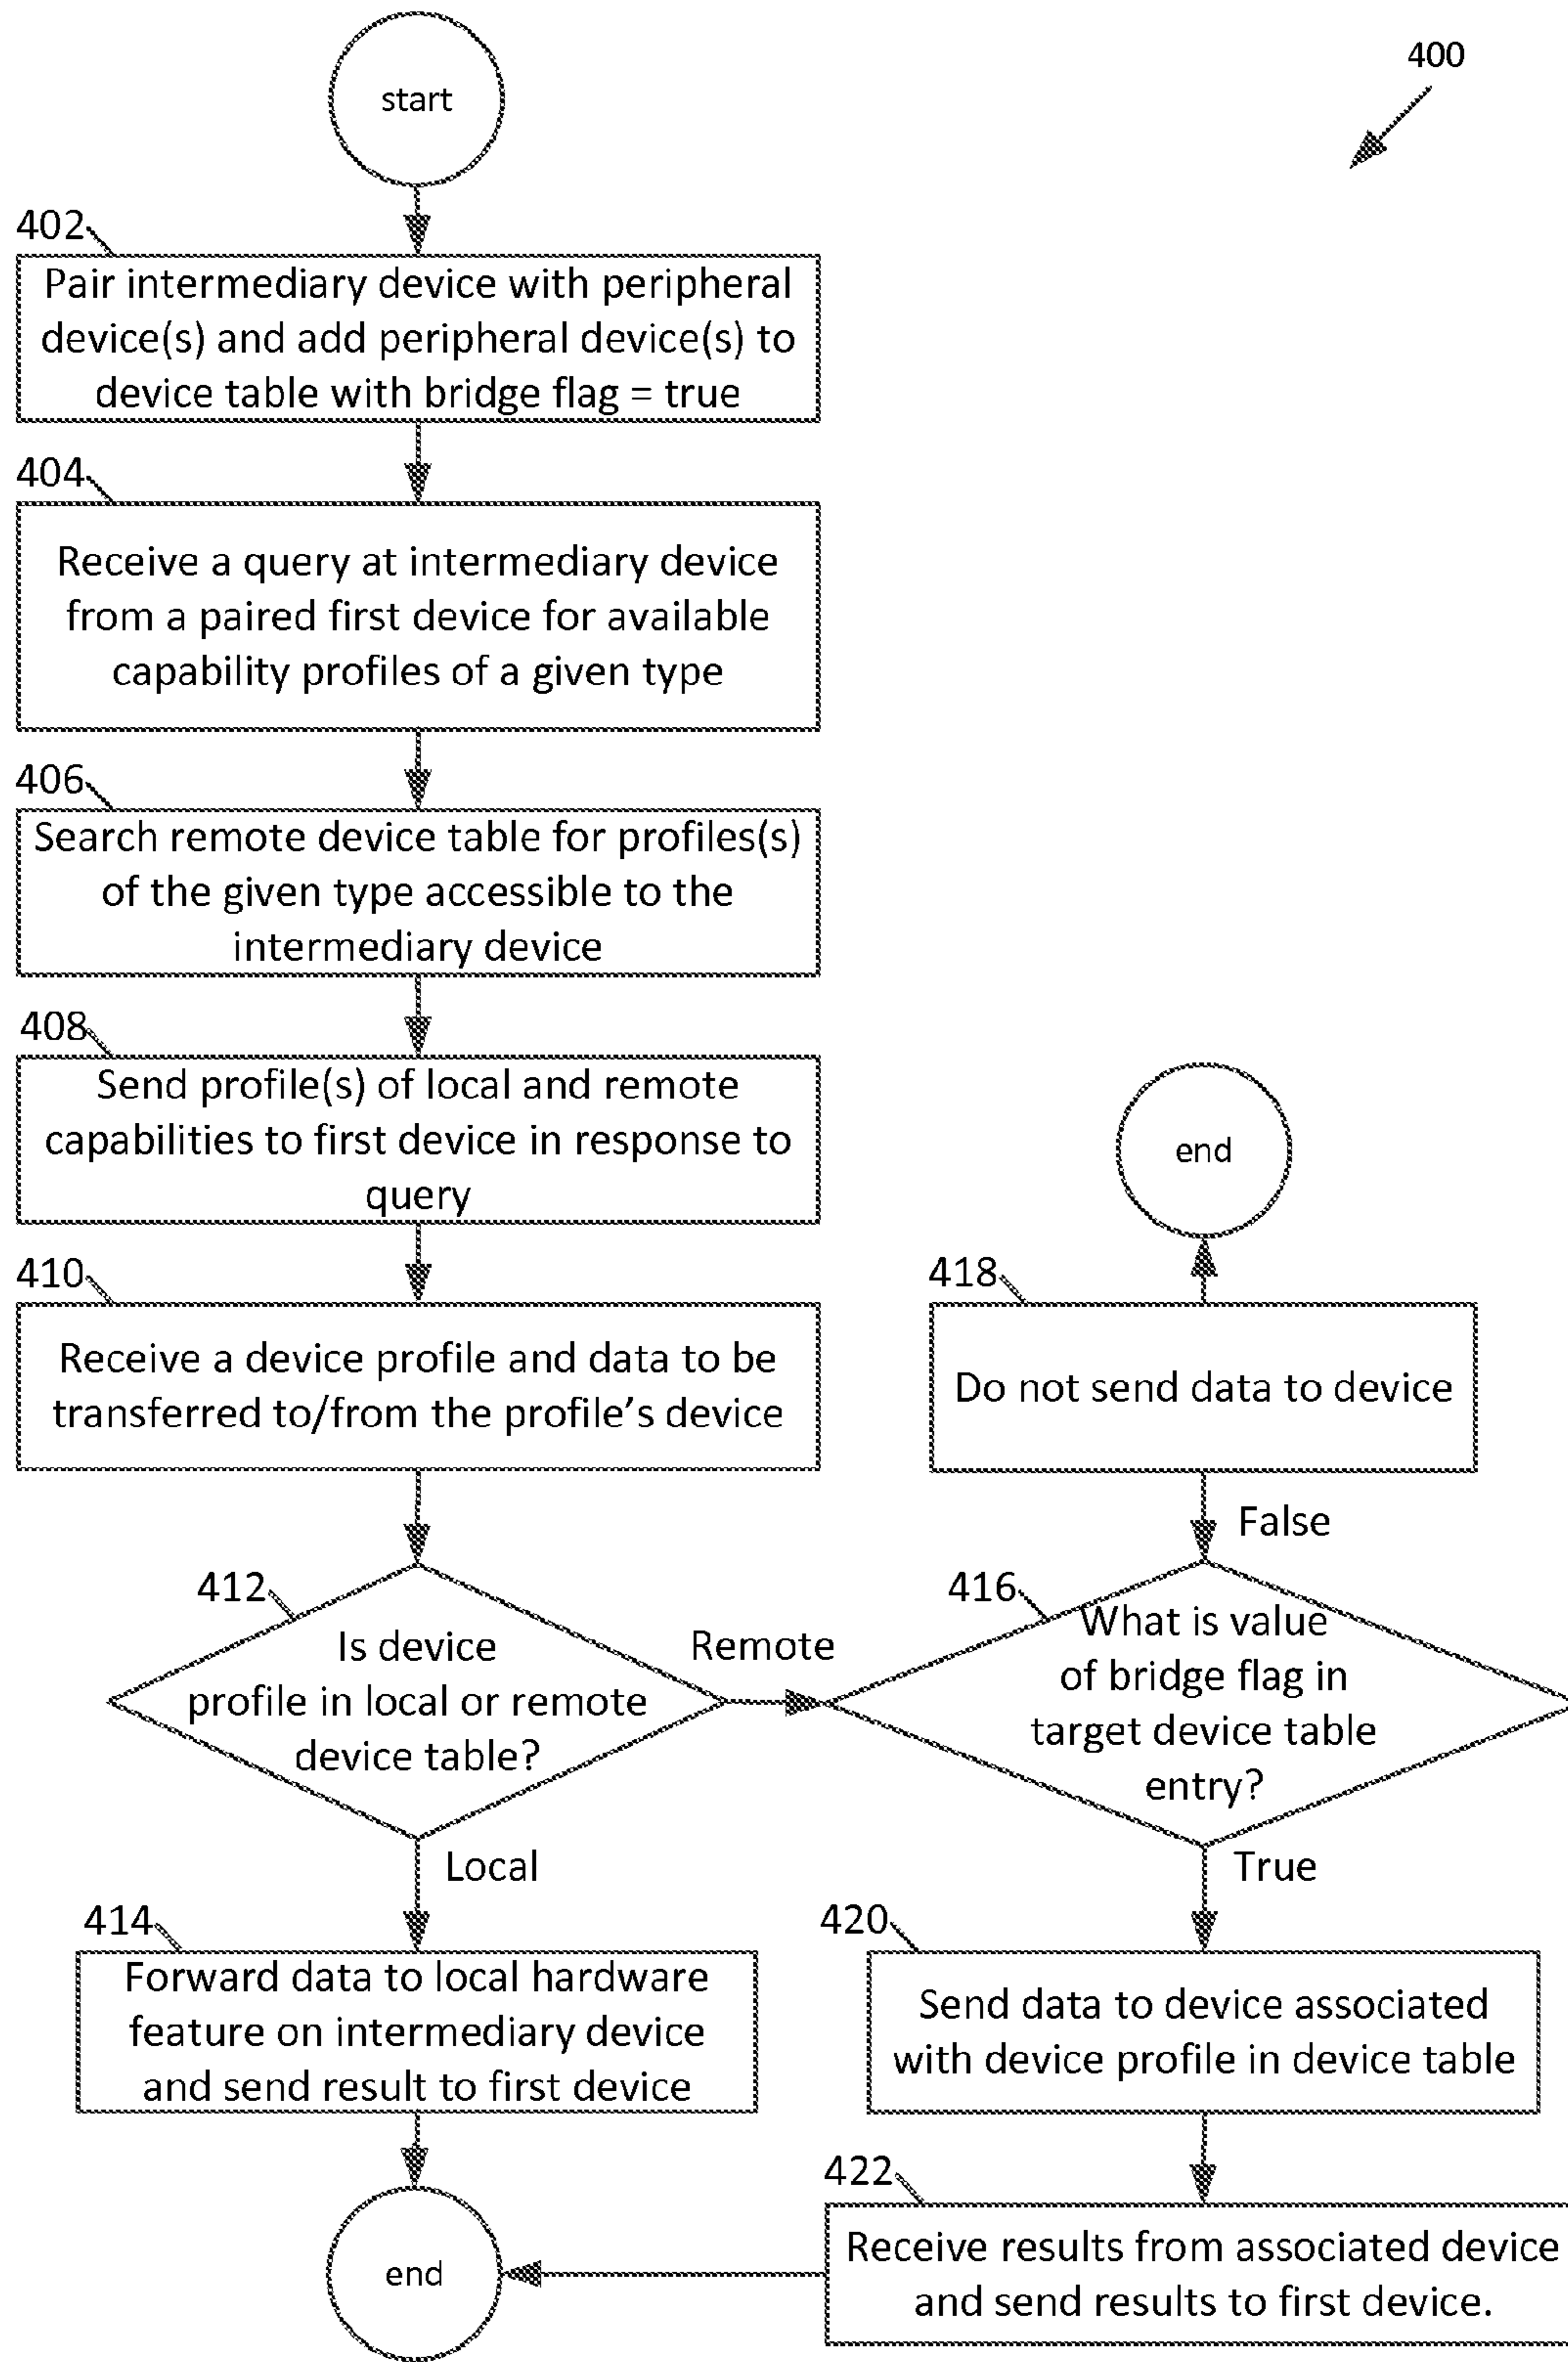 400
start
402
Pair intermediary device with peripheral
device(s) and add peripheral device(s) to
device table with bridge flag = true
404
Receive a query at intermediary device
from a paired first device for available
capability profiles of a given type
406
Search remote device table for profiles(s)
of the given type accessible to the
intermediary device
408
Send profile(s) of local and remote
capabilities to first device in response to
query
410
Receive a device profile and data to be
transferred to/from the profile's device
412
Is device
profile in local or remote
device table?
Remote
Local
414
Forward data to local hardware
feature on intermediary device
and send result to first device
end
end
418
Do not send data to device
False
416
What is value
of bridge flag in
target device table
entry?
True
420
Send data to device associated
with device profile in device table
422
Receive results from associated device
and send results to first device.